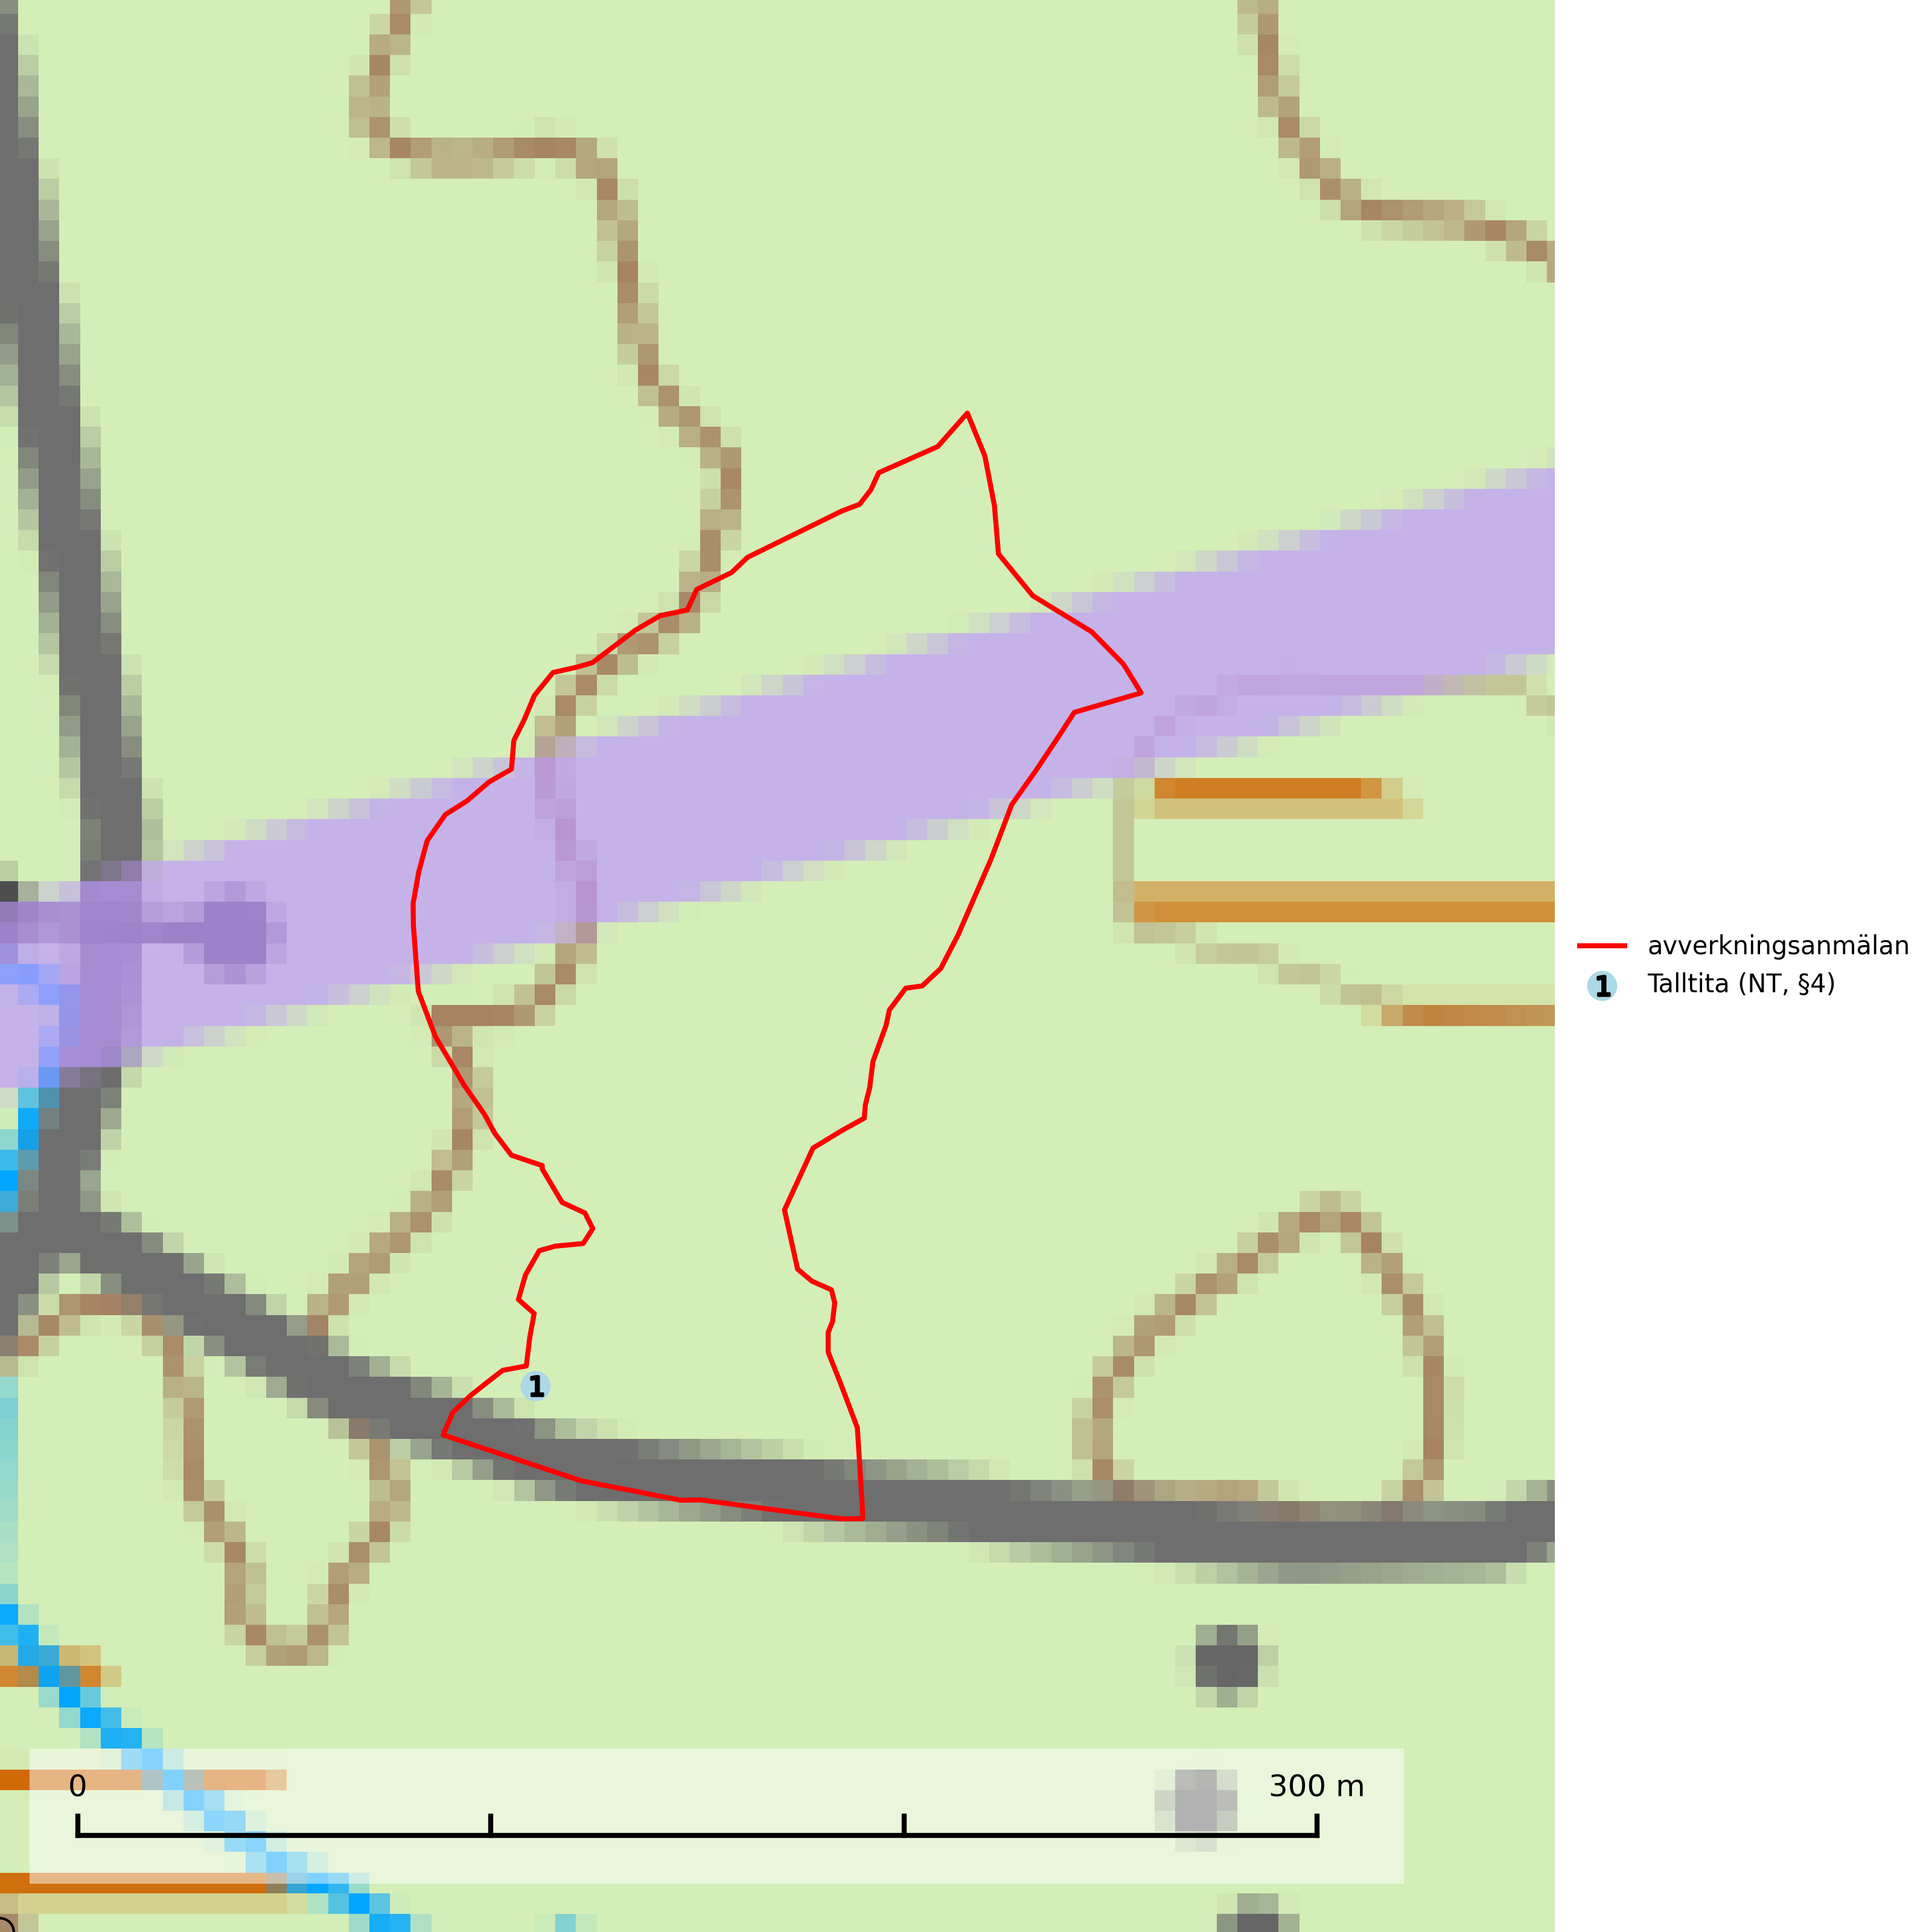 avverkningsanmälan
1 Talltita (NT, §4)
1
0 300 m